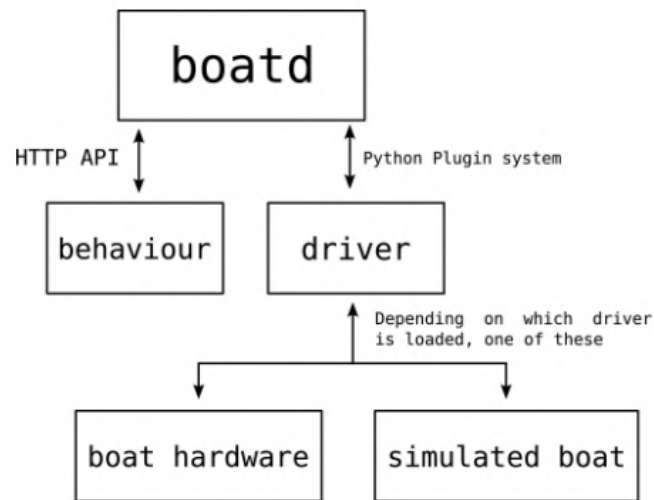 boatd
HTTP API
Python Plugin system
behaviour
driver
Depending on which driver
is loaded, one of these
boat hardware
simulated boat